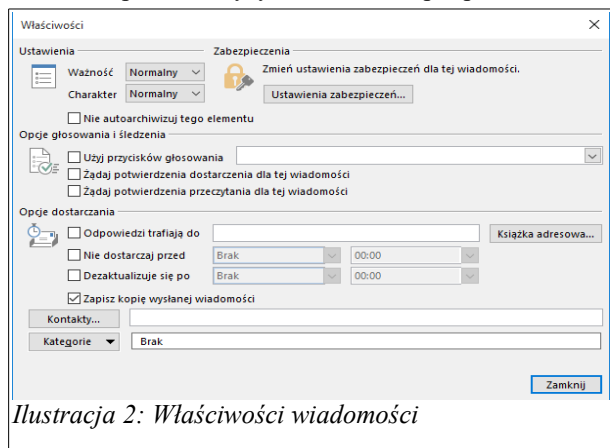 Właściwości
Ustawienia Zabezpieczenia
Ważność Normalny Zmień ustawienia zabezpieczeń dla tej wiadomości.
Charakter Normalny Ustawienia zabezpieczeń...
Nie autoarchiwizuj tego elementu
Opcje głosowania i śledzenia
Użyj przycisków głosowania
Żądaj potwierdzenia dostarczenia dla tej wiadomości
Żądaj potwierdzenia przeczytania dla tej wiadomości
Opcje dostarczania
Odpowiedzi trafiają do Książka adresowa...
Nie dostarczaj przed Brak 00:00
Dezaktualizuje się po Brak 00:00
Zapisz kopię wysłanej wiadomości
Kontakty...
Kategorie Brak
Zamknij
Ilustracja 2: Właściwości wiadomości